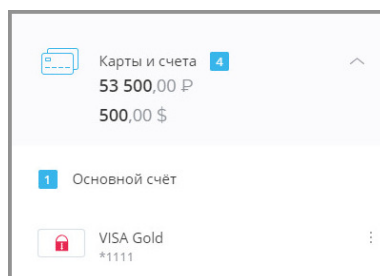 Карты и счета 4
53 500,00 ₽
500,00 $
1 Основной счёт
VISA Gold
*1111